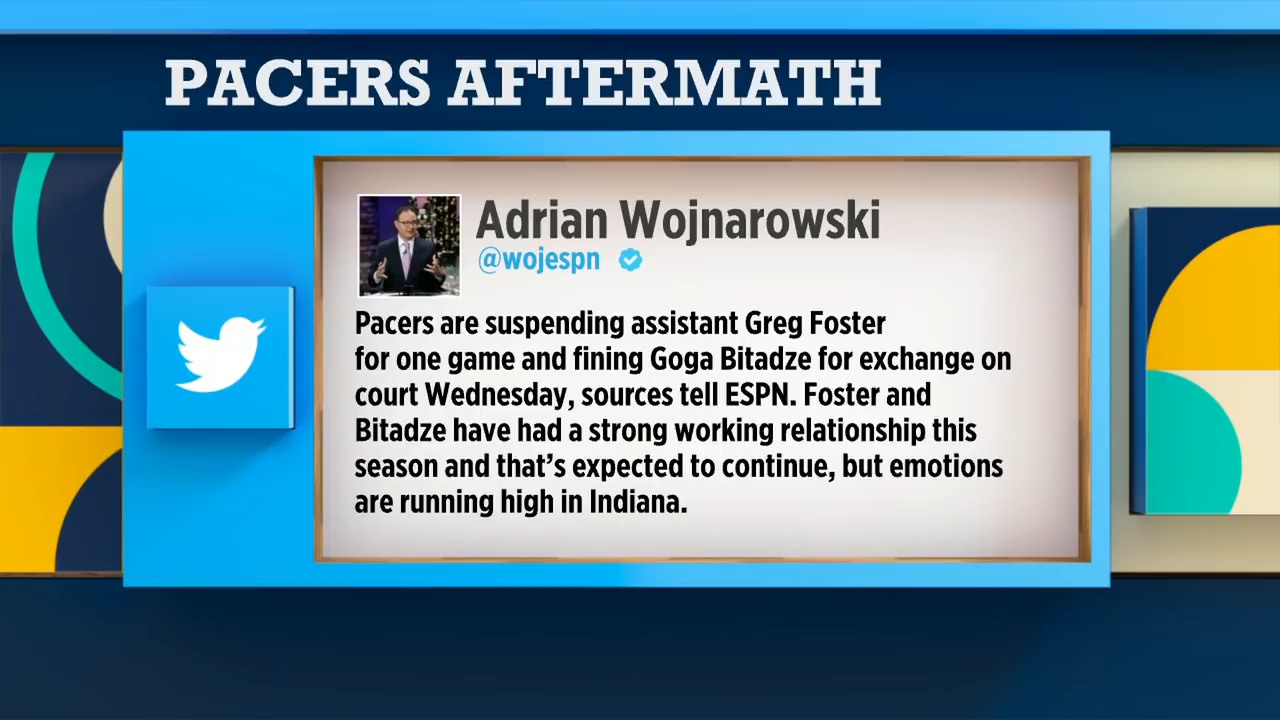 PACERS AFTERMATH
Adrian Wojnarowski
@wojespn
Pacers are suspending assistant Greg Foster
for one game and fining Goga Bitadze for exchange on
court Wednesday, sources tell ESPN. Foster and
Bitadze have had a strong working relationship this
season and that’s expected to continue, but emotions
are running high in Indiana.